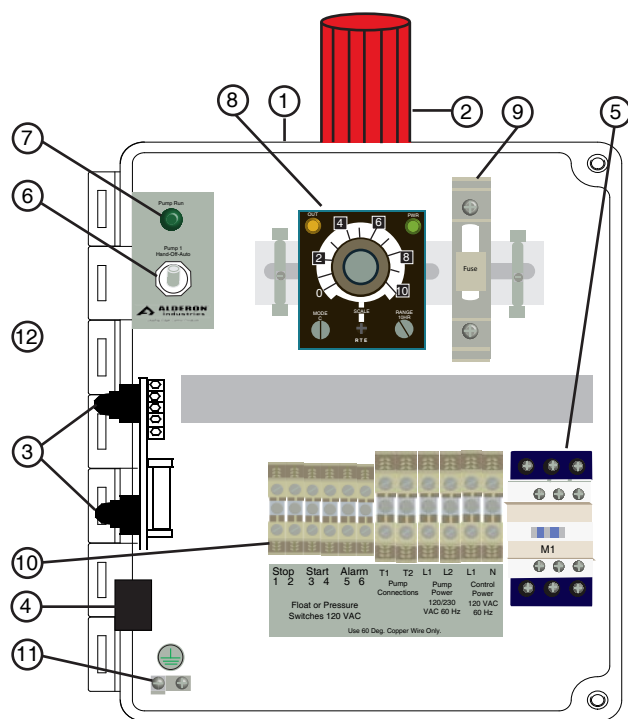 1
2
8
9
5
7
6
Pump Run
Pump 1
Hand-Off-Auto
ALDERON
industries
OUT
PWR
0
2
4
6
8
10
MODE
C
SCALE
RANGE
10HR
RTE
Fuse
12
3
10
M1
Stop
1 2
Start
3 4
Alarm
5 6
Float or Pressure
Switches 120 VAC
T1 T2
Pump
Connections
L1 L2
Pump
Power
120/230
VAC 60 Hz
L1 N
Control
Power
120 VAC
60 Hz
Use 60 Deg. Copper Wire Only.
4
11